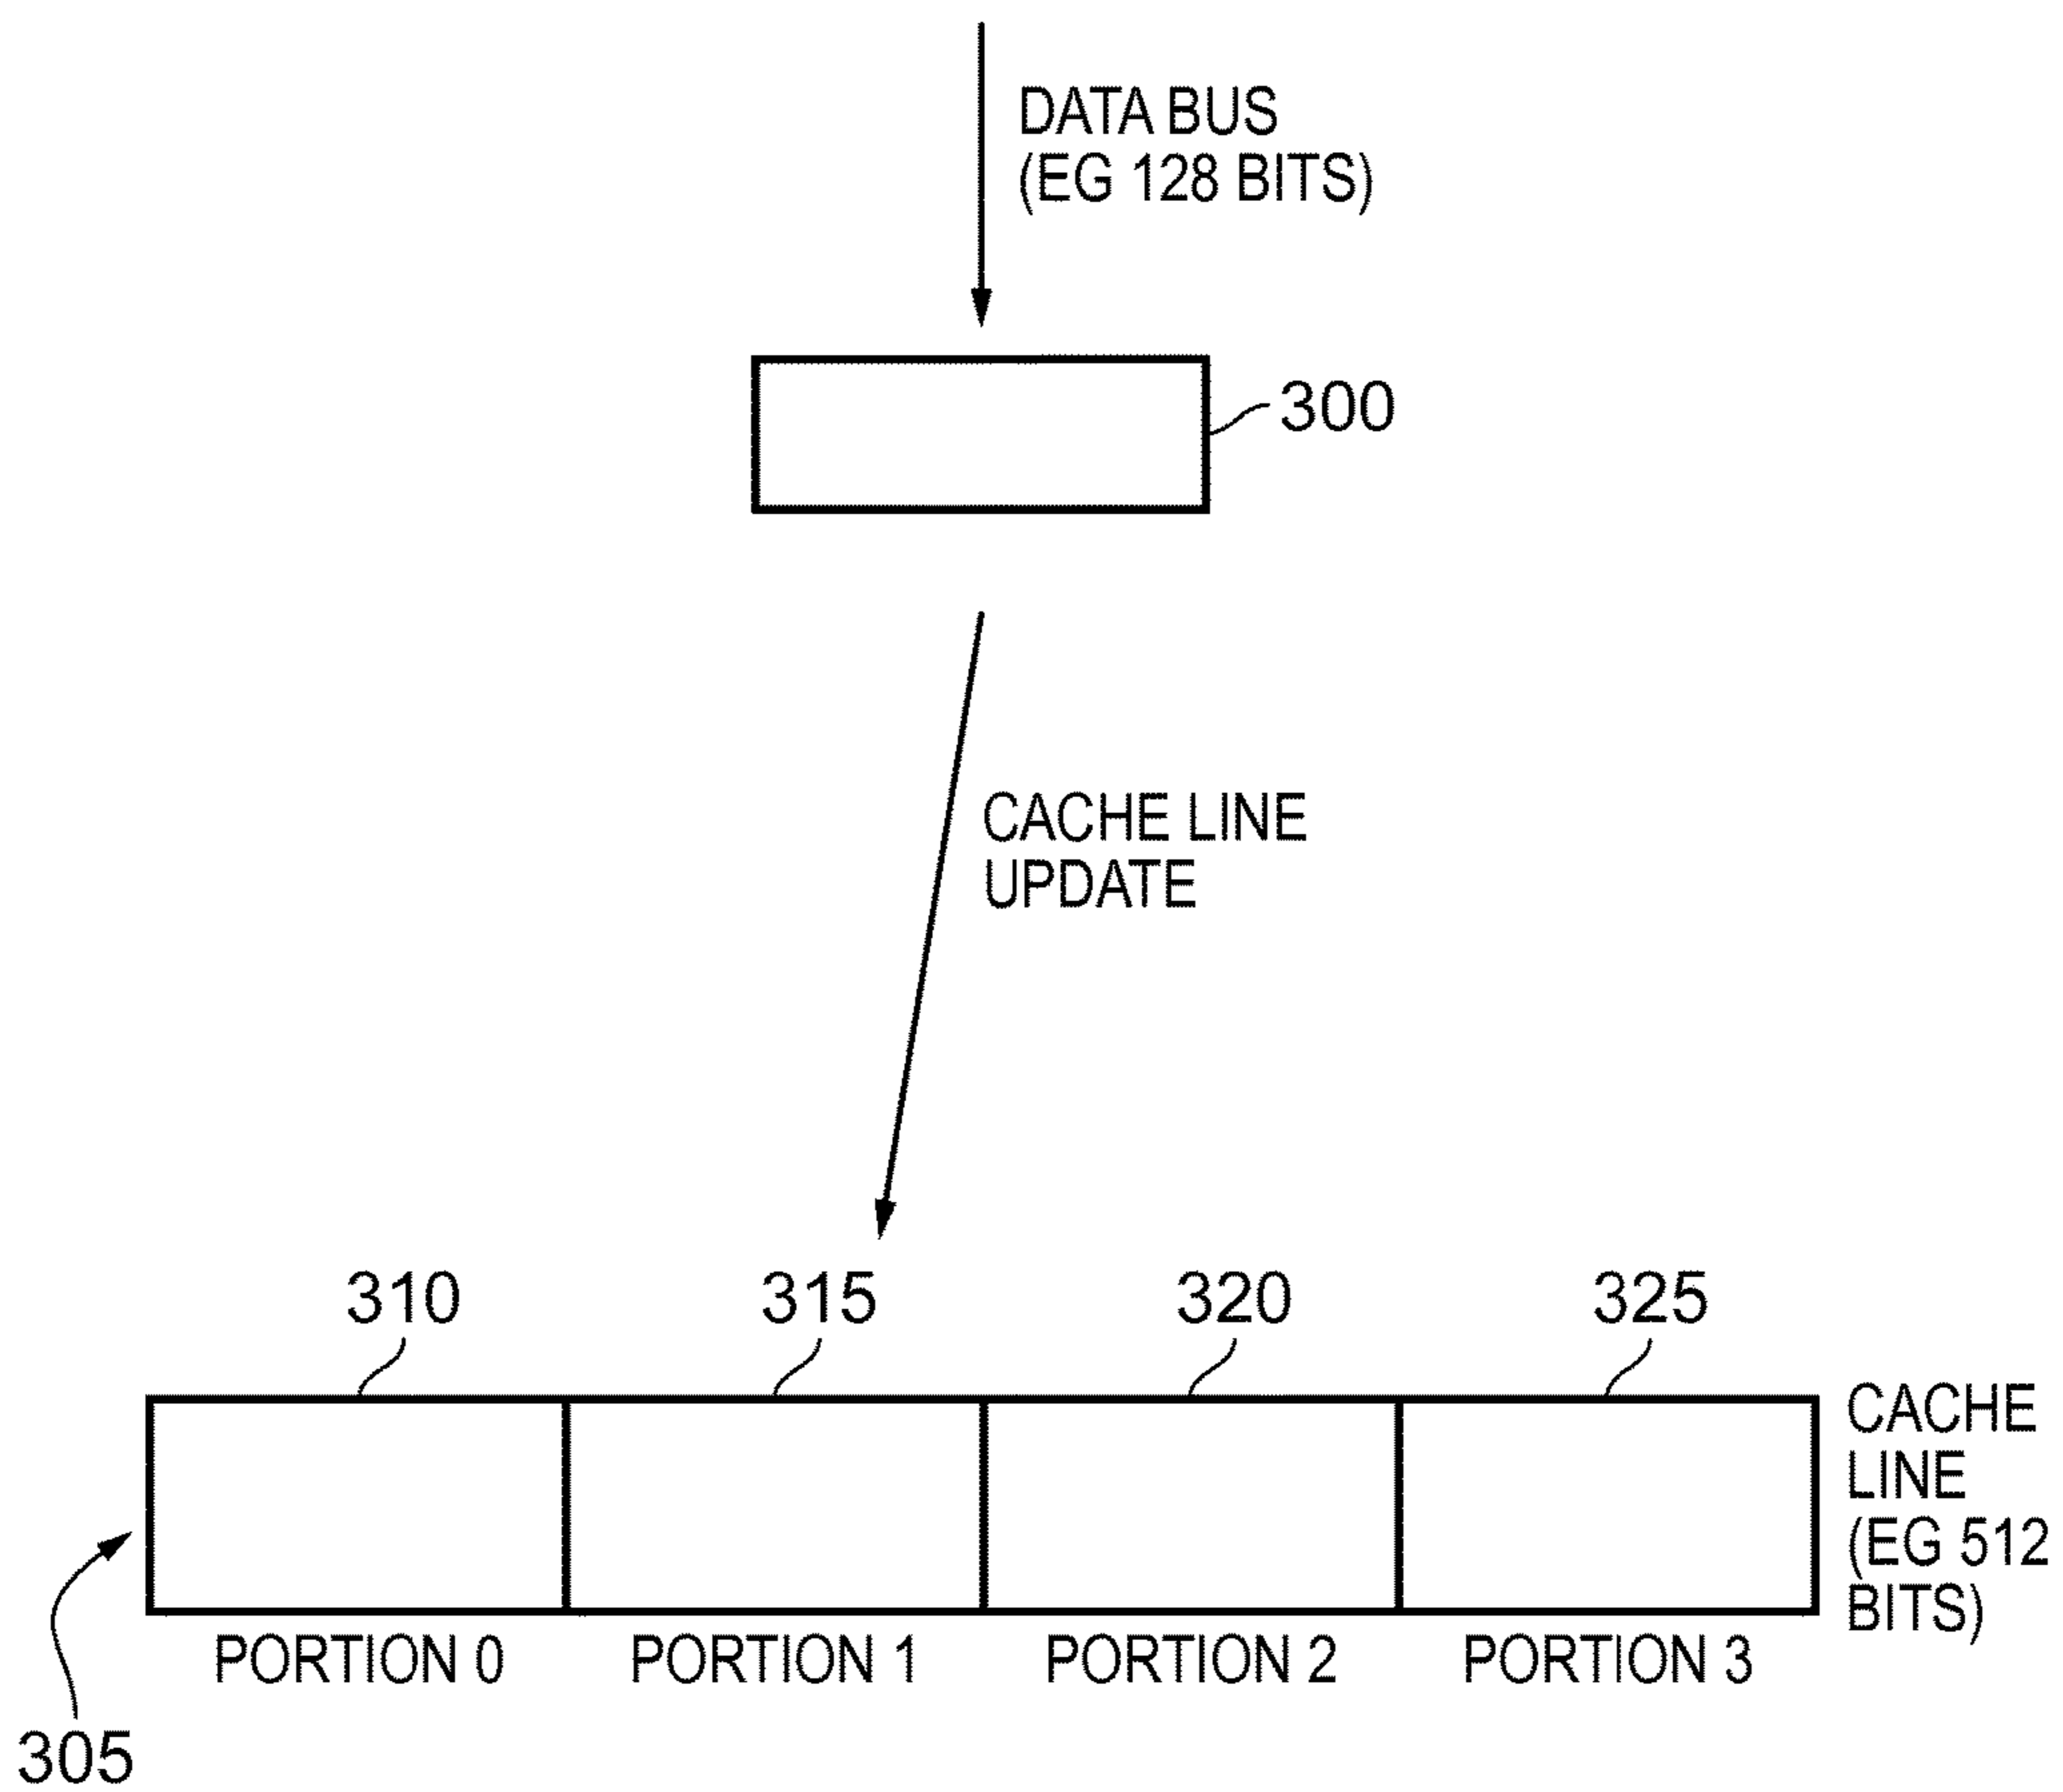 DATA BUS
(EG 128 BITS)
300
CACHE LINE
UPDATE
310
315
320
325
CACHE
LINE
(EG 512
BITS)
PORTION 0
PORTION 1
PORTION 2
PORTION 3
305